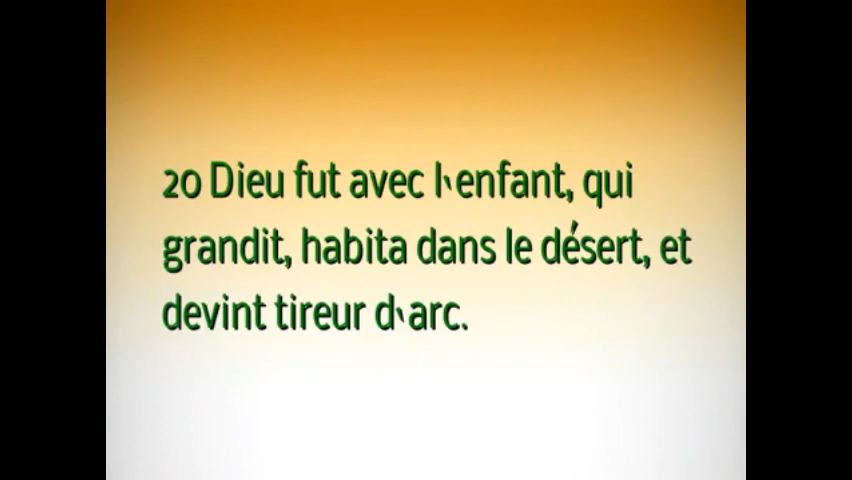 20 Dieu fut avec l'enfant, qui
grandit, habita dans le désert, et
devint tireur d'arc.